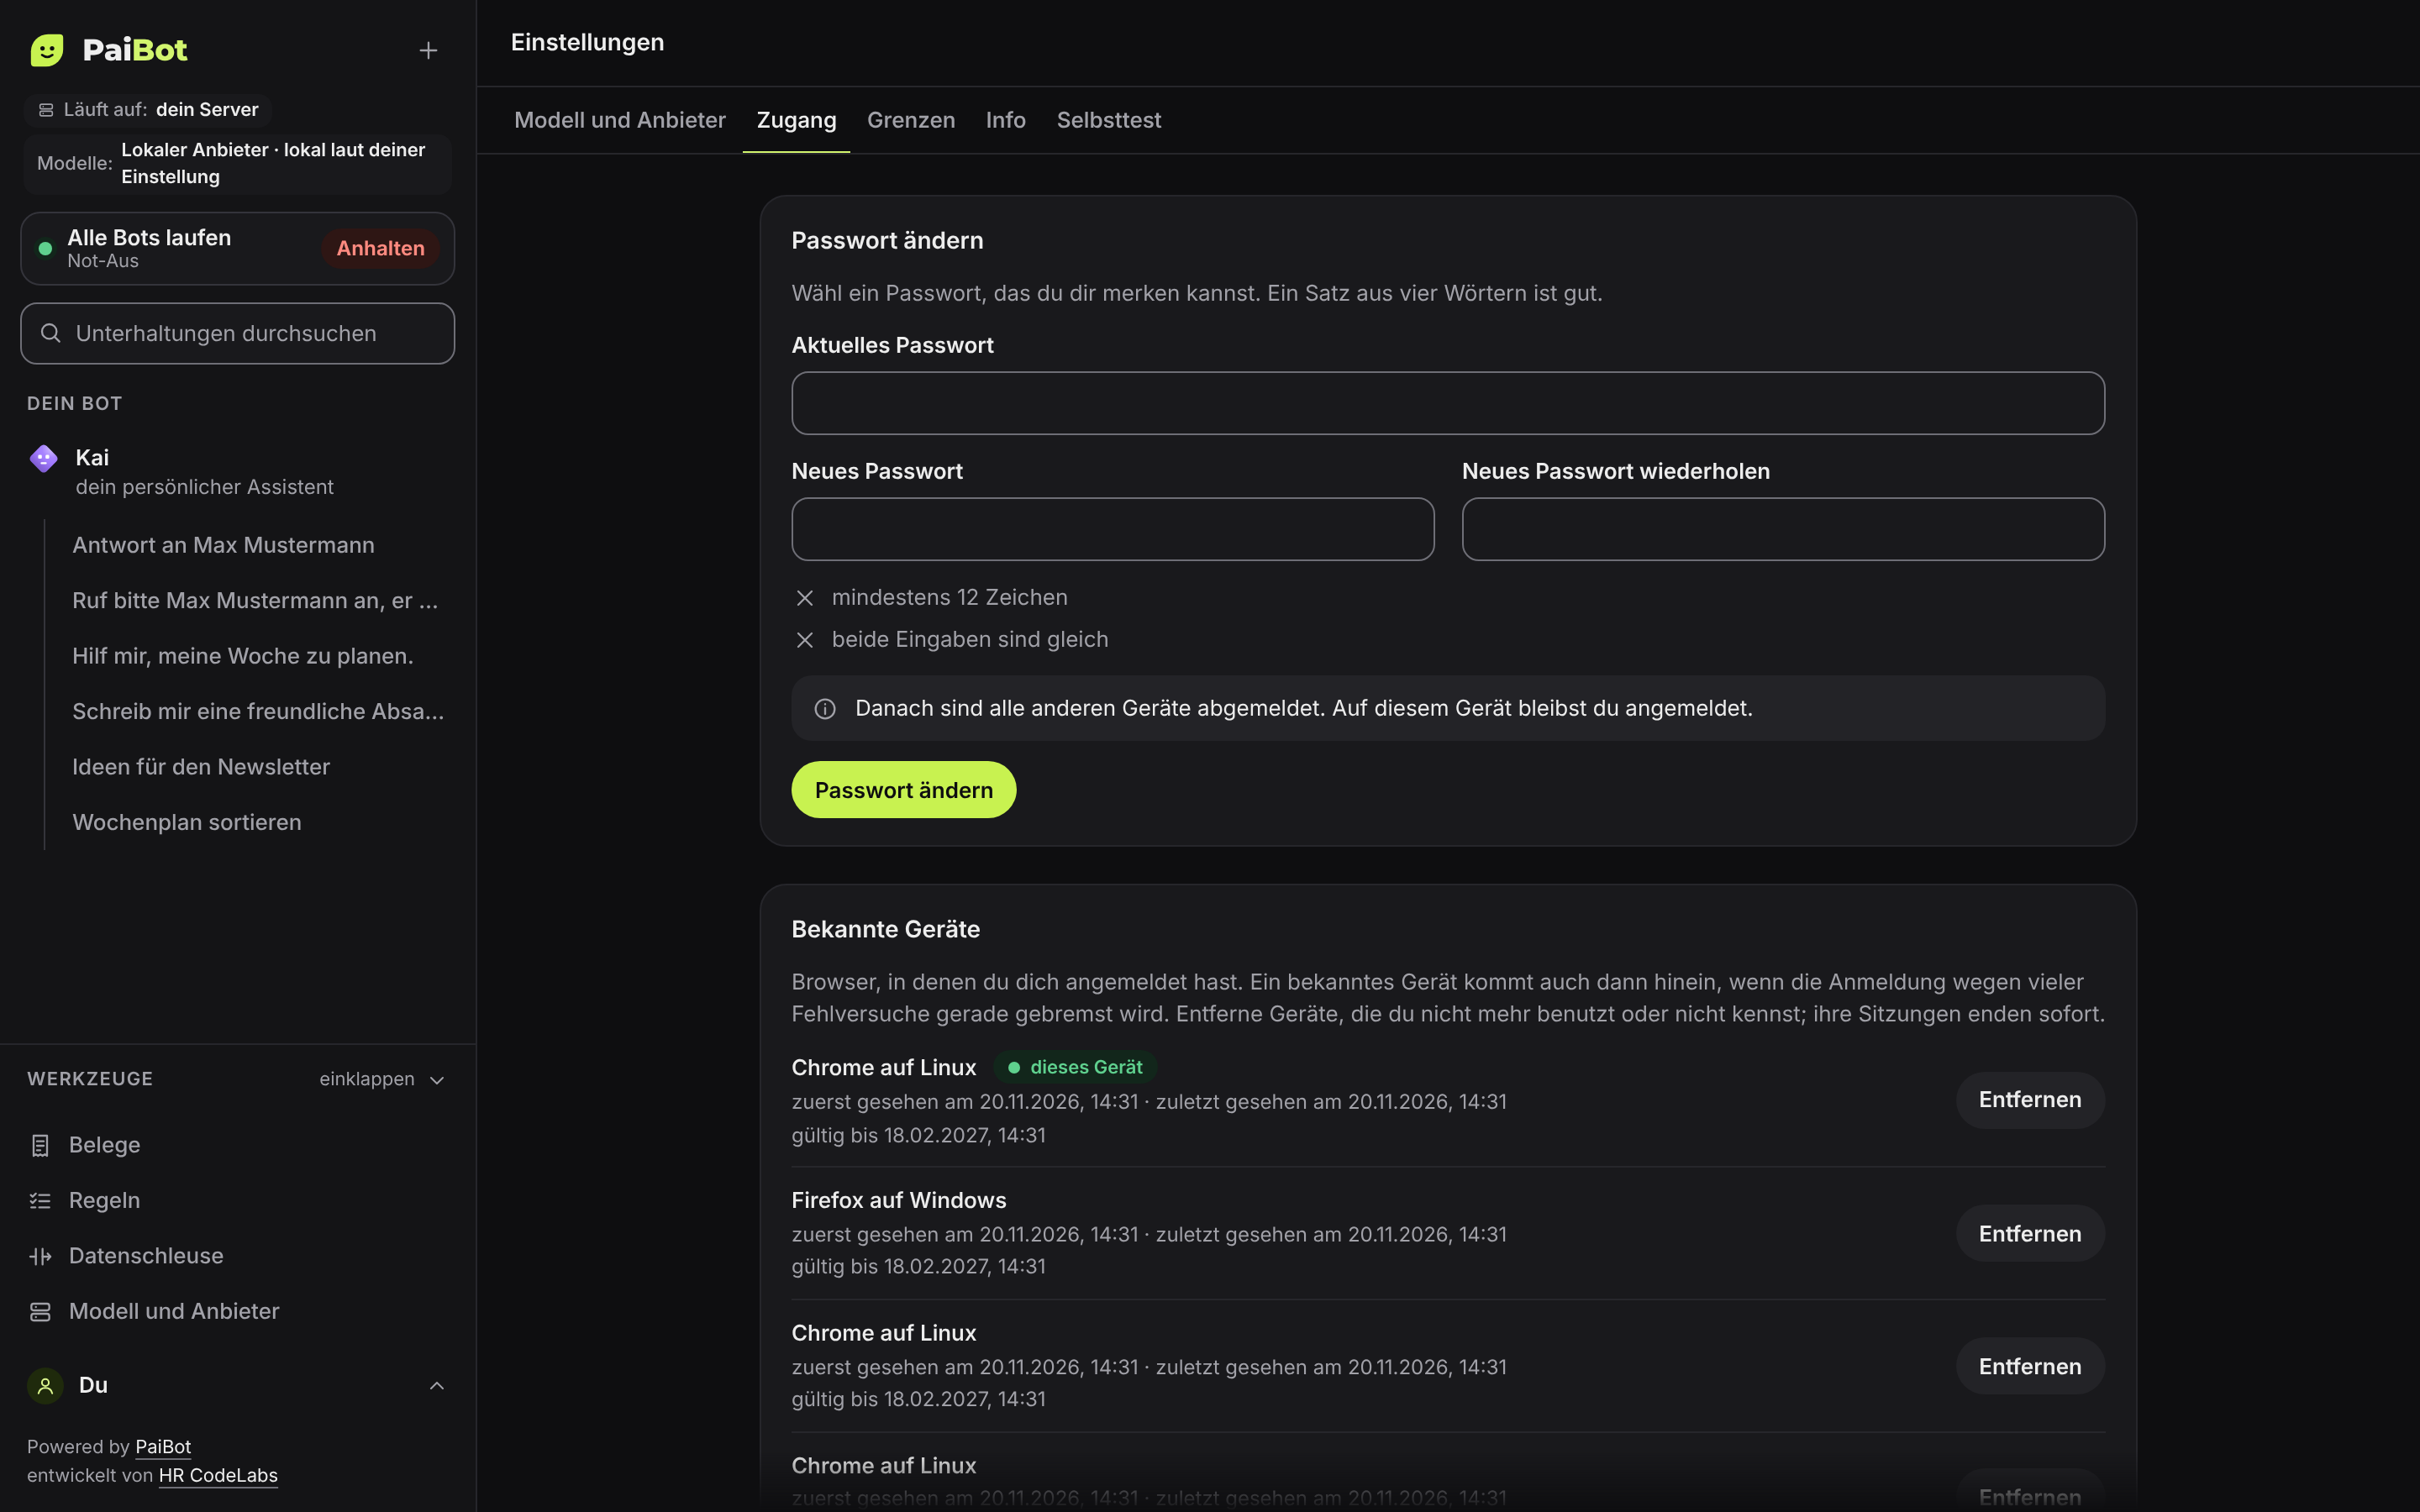 PaiBot
Läuft auf: dein Server
Modelle: Lokaler Anbieter · lokal laut deiner
Einstellung
Alle Bots laufen
Not-Aus
Anhalten
Unterhaltungen durchsuchen
DEIN BOT
Kai
dein persönlicher Assistent
Antwort an Max Mustermann
Ruf bitte Max Mustermann an, er ...
Hilf mir, meine Woche zu planen.
Schreib mir eine freundliche Absa...
Ideen für den Newsletter
Wochenplan sortieren
WERKZEUGE
einklappen
Belege
Regeln
Datenschleuse
Modell und Anbieter
Du
Powered by PaiBot
entwickelt von HR CodeLabs
Einstellungen
Modell und Anbieter
Zugang
Grenzen
Info
Selbsttest
Passwort ändern
Wähl ein Passwort, das du dir merken kannst. Ein Satz aus vier Wörtern ist gut.
Aktuelles Passwort
Neues Passwort
Neues Passwort wiederholen
mindestens 12 Zeichen
beide Eingaben sind gleich
Danach sind alle anderen Geräte abgemeldet. Auf diesem Gerät bleibst du angemeldet.
Passwort ändern
Bekannte Geräte
Browser, in denen du dich angemeldet hast. Ein bekanntes Gerät kommt auch dann hinein, wenn die Anmeldung wegen vieler
Fehlversuche gerade gebremst wird. Entferne Geräte, die du nicht mehr benutzt oder nicht kennst; ihre Sitzungen enden sofort.
Chrome auf Linux
dieses Gerät
zuerst gesehen am 20.11.2026, 14:31 · zuletzt gesehen am 20.11.2026, 14:31
gültig bis 18.02.2027, 14:31
Entfernen
Firefox auf Windows
zuerst gesehen am 20.11.2026, 14:31 · zuletzt gesehen am 20.11.2026, 14:31
gültig bis 18.02.2027, 14:31
Entfernen
Chrome auf Linux
zuerst gesehen am 20.11.2026, 14:31 · zuletzt gesehen am 20.11.2026, 14:31
gültig bis 18.02.2027, 14:31
Entfernen
Chrome auf Linux
zuerst gesehen am 20.11.2026, 14:31 · zuletzt gesehen am 20.11.2026, 14:31
Entfernen